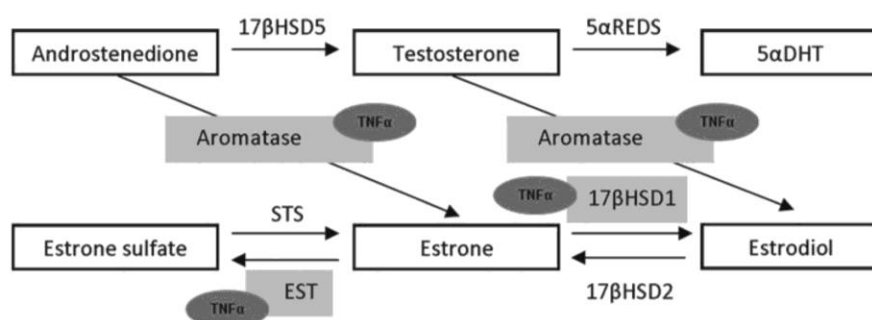 17βHSD5
5αREDS
Androstenedione
Testosterone
5αDHT
TNFα
TNFα
Aromatase
Aromatase
TNFα
17βHSD1
STS
Estrone sulfate
Estrone
Estrodiol
EST
17βHSD2
TNFα